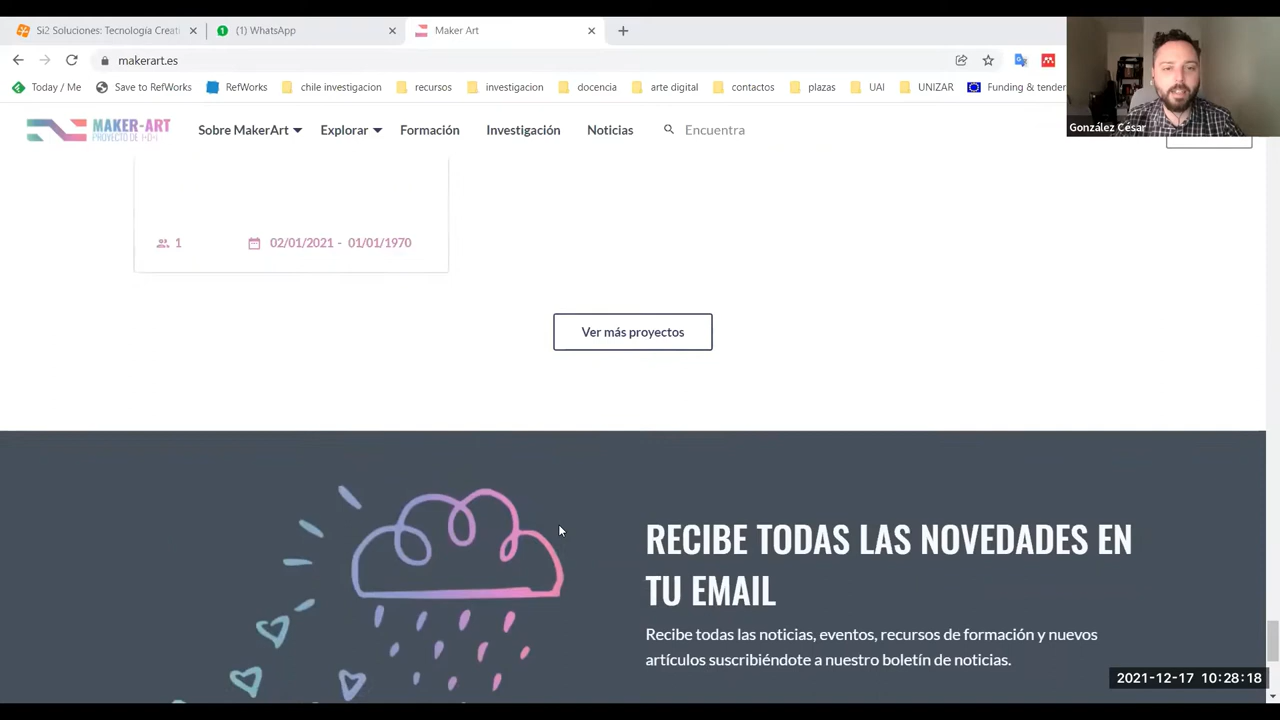 Si2 Soluciones: Tecnología Creati
(1) WhatsApp
Maker Art
makerart.es
Today / Me
Save to RefWorks
RefWorks
chile investigacion
recursos
investigacion
docencia
arte digital
contactos
plazas
UAI
UNIZAR
Funding & tender
González César
MAKER-ART
PROYECTO DE I+D+I
Sobre MakerArt
Explorar
Formación
Investigación
Noticias
Encuentra
1
02/01/2021 - 01/01/1970
Ver más proyectos
RECIBE TODAS LAS NOVEDADES EN
TU EMAIL
Recibe todas las noticias, eventos, recursos de formación y nuevos
artículos suscribiéndote a nuestro boletín de noticias.
2021-12-17 10:28:18